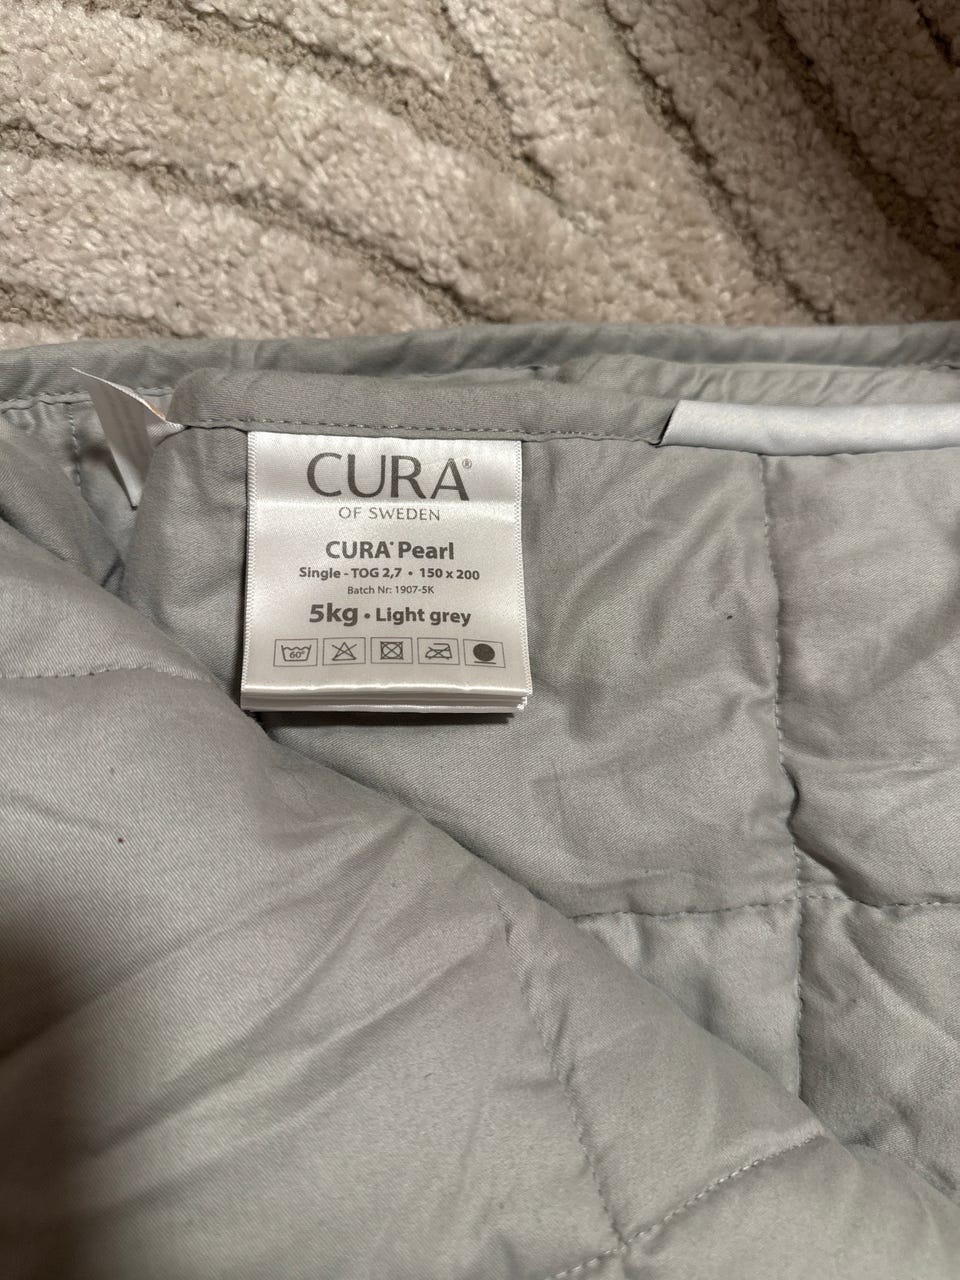 CURA®
OF SWEDEN
CURA® Pearl
Single - TOG 2,7 • 150 x 200
Batch Nr: 1907-5K
5kg • Light grey
60°